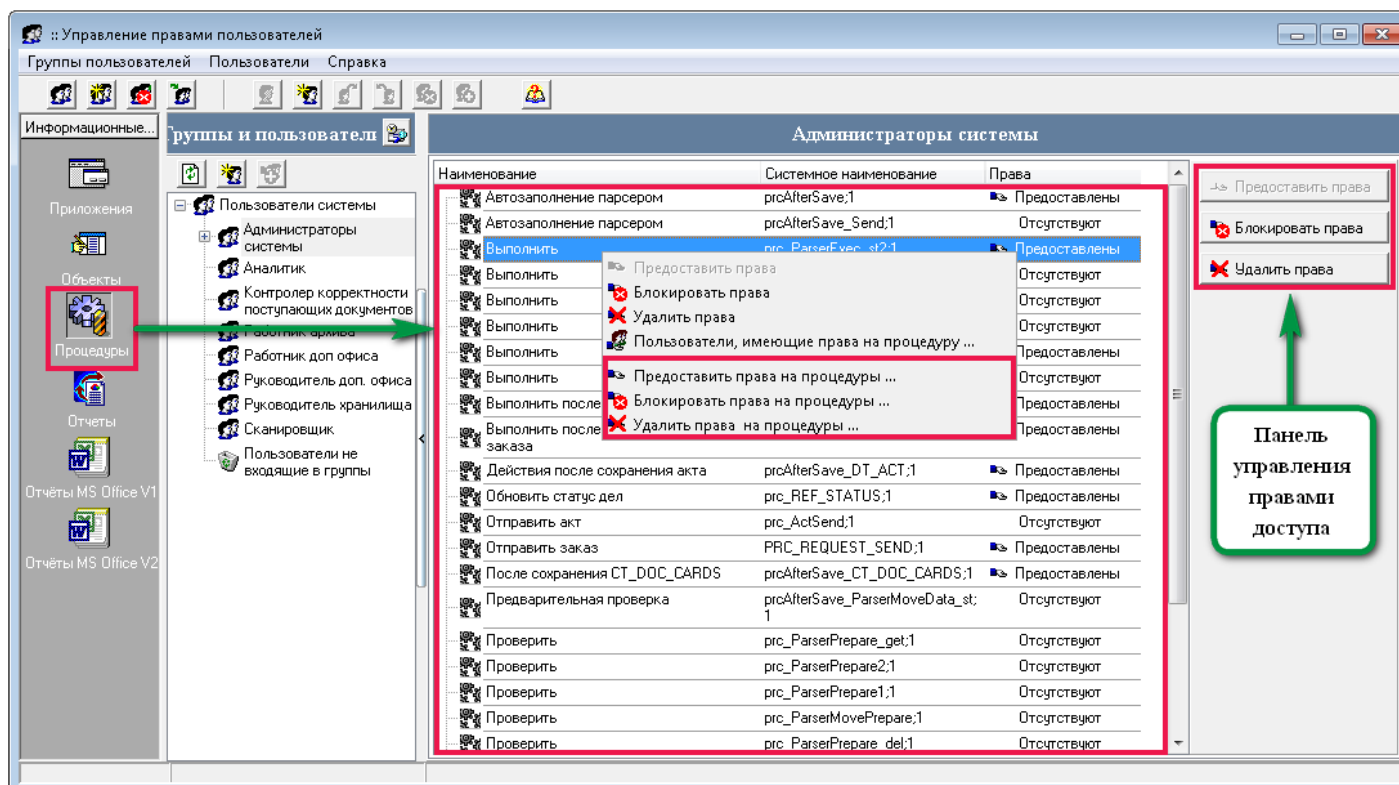 :: Управление правами пользователей
Группы пользователей Пользователи Справка
Информационные...
Группы и пользователи
Администраторы системы
Приложения
Объекты
Процедуры
Отчеты
Отчёты MS Office V1
Отчёты MS Office V2
Пользователи системы
Администраторы
системы
Аналитик
Контролер корректности
поступающих документов
Работник архива
Работник доп офиса
Руководитель доп. офиса
Руководитель хранилища
Сканировщик
Пользователи не
входящие в группы
Наименование Системное наименование Права
Автозаполнение парсером prcAfterSave;1 Предоставлены
Автозаполнение парсером prcAfterSave_Send;1 Отсутствуют
Выполнить prc_ParserExec_st2;1 Предоставлены
Выполнить Отсутствуют
Выполнить Отсутствуют
Выполнить Отсутствуют
Выполнить Предоставлены
Выполнить Отсутствуют
Выполнить после Предоставлены
Выполнить после Предоставлены
заказа
Действия после сохранения акта prcAfterSave_DT_ACT;1 Предоставлены
Обновить статус дел prc_REF_STATUS;1 Предоставлены
Отправить акт prc_ActSend;1 Отсутствуют
Отправить заказ PRC_REQUEST_SEND;1 Предоставлены
После сохранения CT_DOC_CARDS prcAfterSave_CT_DOC_CARDS;1 Предоставлены
Предварительная проверка prcAfterSave_ParserMoveData_st; Отсутствуют
1
Проверить prc_ParserPrepare_get;1 Отсутствуют
Проверить prc_ParserPrepare2;1 Отсутствуют
Проверить prc_ParserPrepare1;1 Отсутствуют
Проверить prc_ParserMovePrepare;1 Отсутствуют
Проверить prc_ParserPrepare_del;1 Отсутствуют
Предоставить права
Блокировать права
Удалить права
Пользователи, имеющие права на процедуру ...
Предоставить права на процедуры ...
Блокировать права на процедуры ...
Удалить права на процедуры ...
Предоставить права
Блокировать права
Удалить права
Панель
управления
правами
доступа